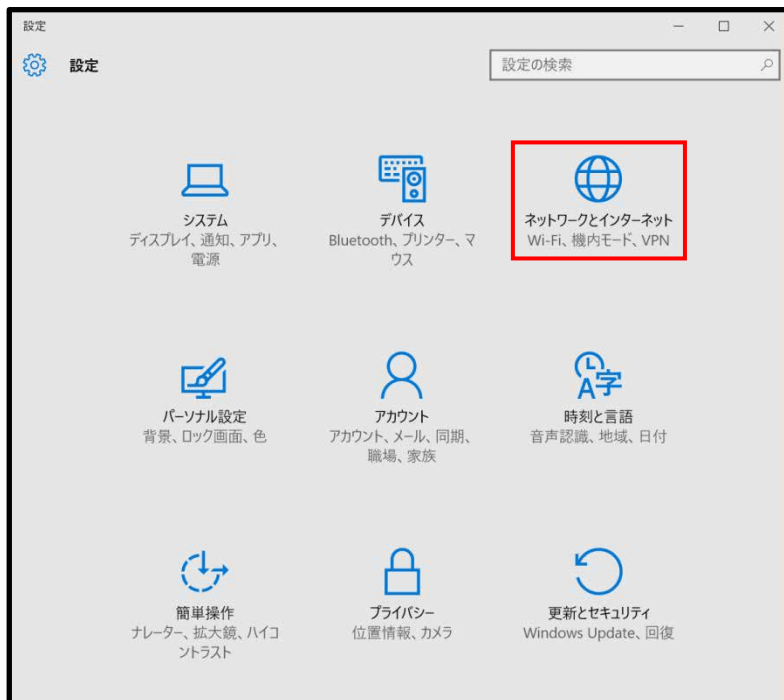 設定
設定
設定の検索
システム
ディスプレイ、通知、アプリ、
電源
デバイス
Bluetooth、プリンター、マ
ウス
ネットワークとインターネット
Wi-Fi、機内モード、VPN
パーソナル設定
背景、ロック画面、色
アカウント
アカウント、メール、同期、
職場、家族
A字
時刻と言語
音声認識、地域、日付
簡単操作
ナレーター、拡大鏡、ハイコ
ントラスト
プライバシー
位置情報、カメラ
更新とセキュリティ
Windows Update、回復